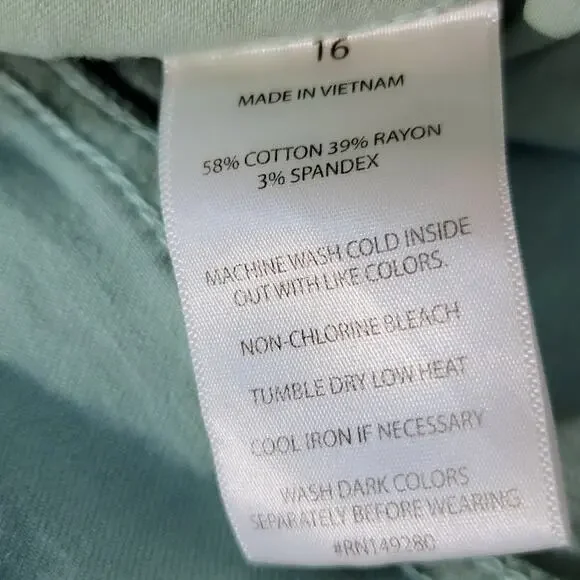 16
MADE IN VIETNAM
58% COTTON 39% RAYON
3% SPANDEX
MACHINE WASH COLD INSIDE
OUT WITH LIKE COLORS.
NON-CHLORINE BLEACH
TUMBLE DRY LOW HEAT
COOL IRON IF NECESSARY
WASH DARK COLORS
SEPARATELY BEFORE WEARING.
#RN149280